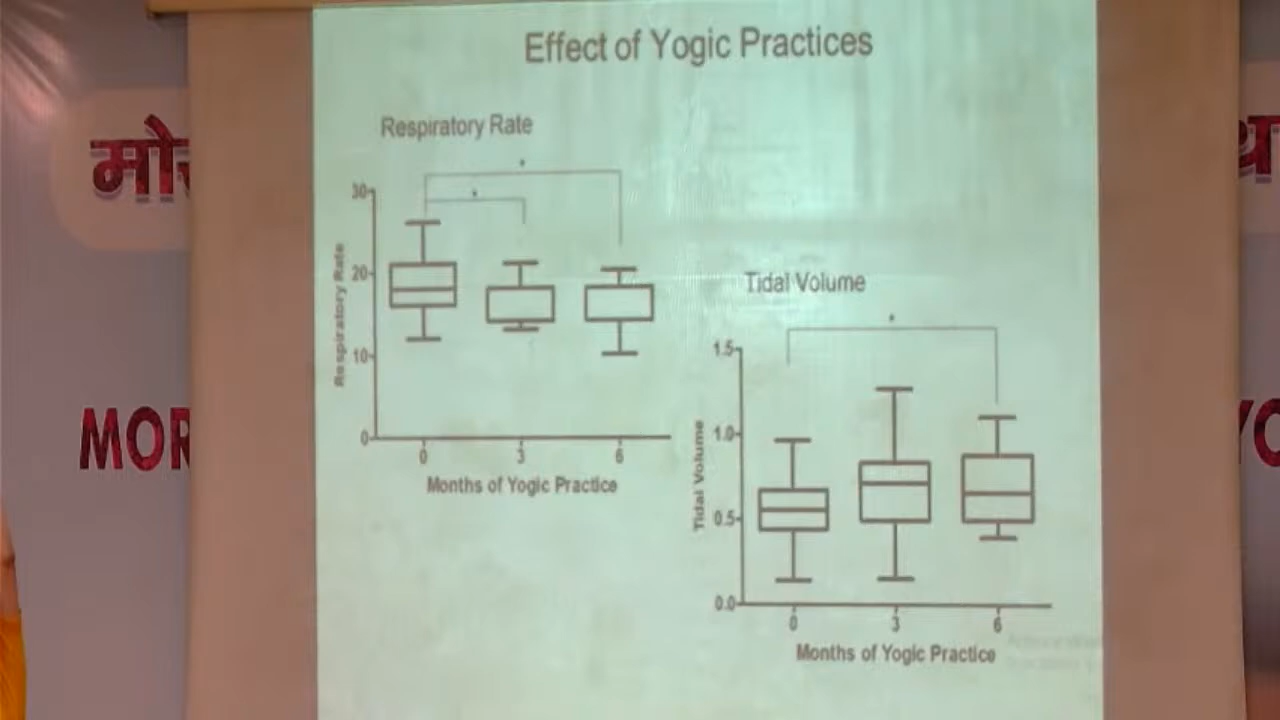 Effect of Yogic Practices
Respiratory Rate
30
20
10
0
Respiratory Rate
0 3 6
Months of Yogic Practice
Tidal Volume
1.5
1.0
0.5
0.0
Tidal Volume
0 3 6
Months of Yogic Practice
MOR
YO